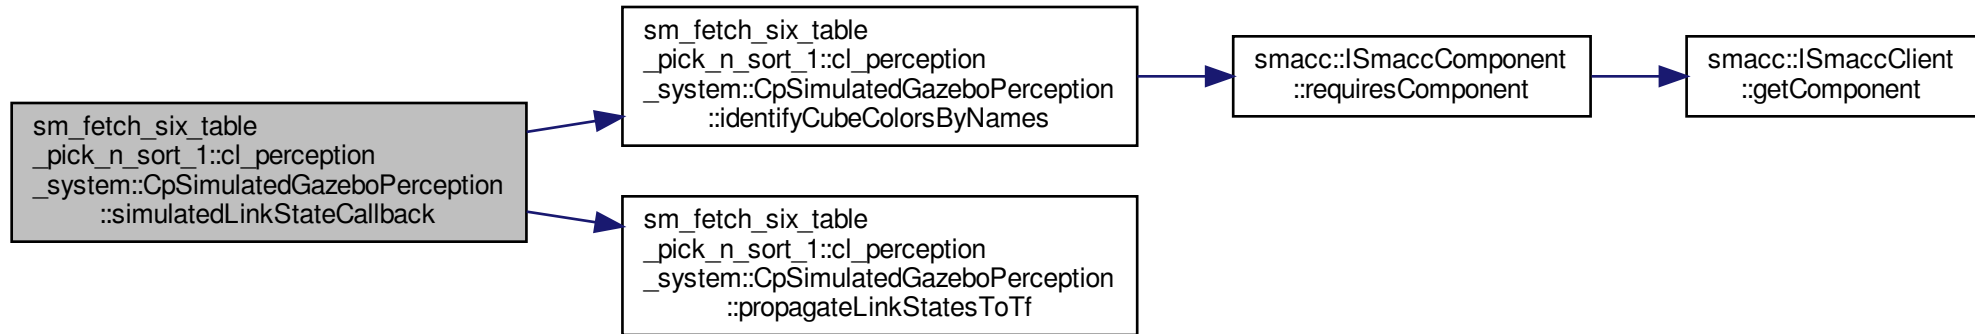 sm_fetch_six_table
_pick_n_sort_1::cl_perception
_system::CpSimulatedGazeboPerception
::simulatedLinkStateCallback
sm_fetch_six_table
_pick_n_sort_1::cl_perception
_system::CpSimulatedGazeboPerception
::identifyCubeColorsByNames
smacc::ISmaccComponent
::requiresComponent
smacc::ISmaccClient
::getComponent
sm_fetch_six_table
_pick_n_sort_1::cl_perception
_system::CpSimulatedGazeboPerception
::propagateLinkStatesToTf